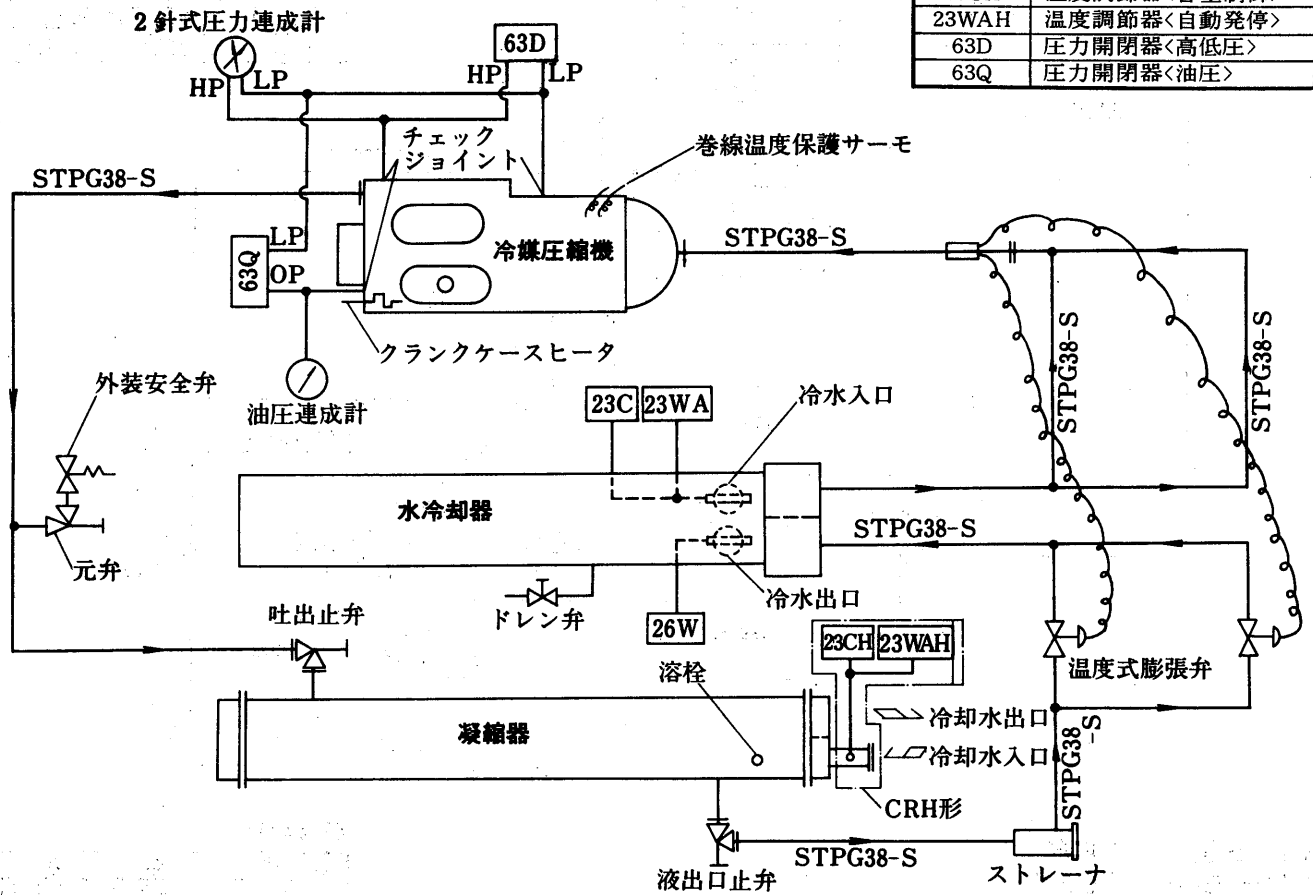 23WAH 温度調節器<自動発停>
63D 圧力開閉器<高低圧>
63Q 圧力開閉器<油圧>
2針式圧力連成計
63D
HP
LP
HP
LP
チェック
ジョイント
巻線温度保護サーモ
STPG38-S
冷媒圧縮機
STPG38-S
63Q
LP
OP
クランクケースヒータ
油圧連成計
外装安全弁
元弁
23C
23WA
冷水入口
STPG38-S
STPG38-S
水冷却器
STPG38-S
冷水出口
ドレン弁
26W
吐出止弁
23CH
23WAH
温度式膨張弁
溶栓
冷却水出口
凝縮器
冷却水入口
STPG38-S
CRH形
STPG38-S
液出口止弁
ストレーナ